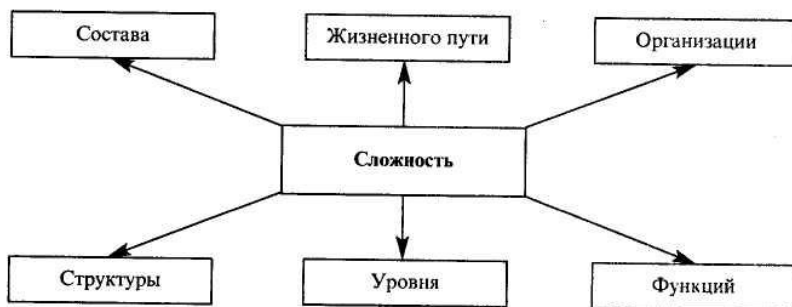 Состава
Жизненного пути
Организации
Сложность
Структуры
Уровня
Функций